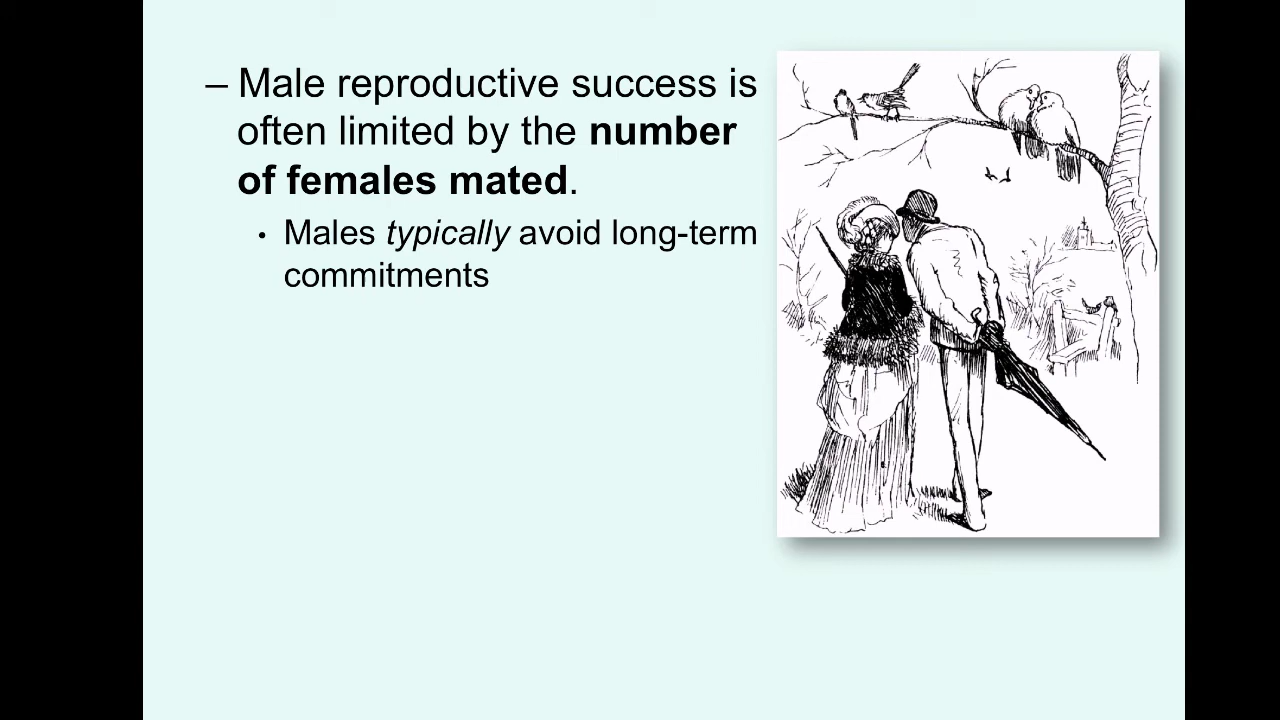 – Male reproductive success is
often limited by the number
of females mated.
• Males typically avoid long-term
commitments